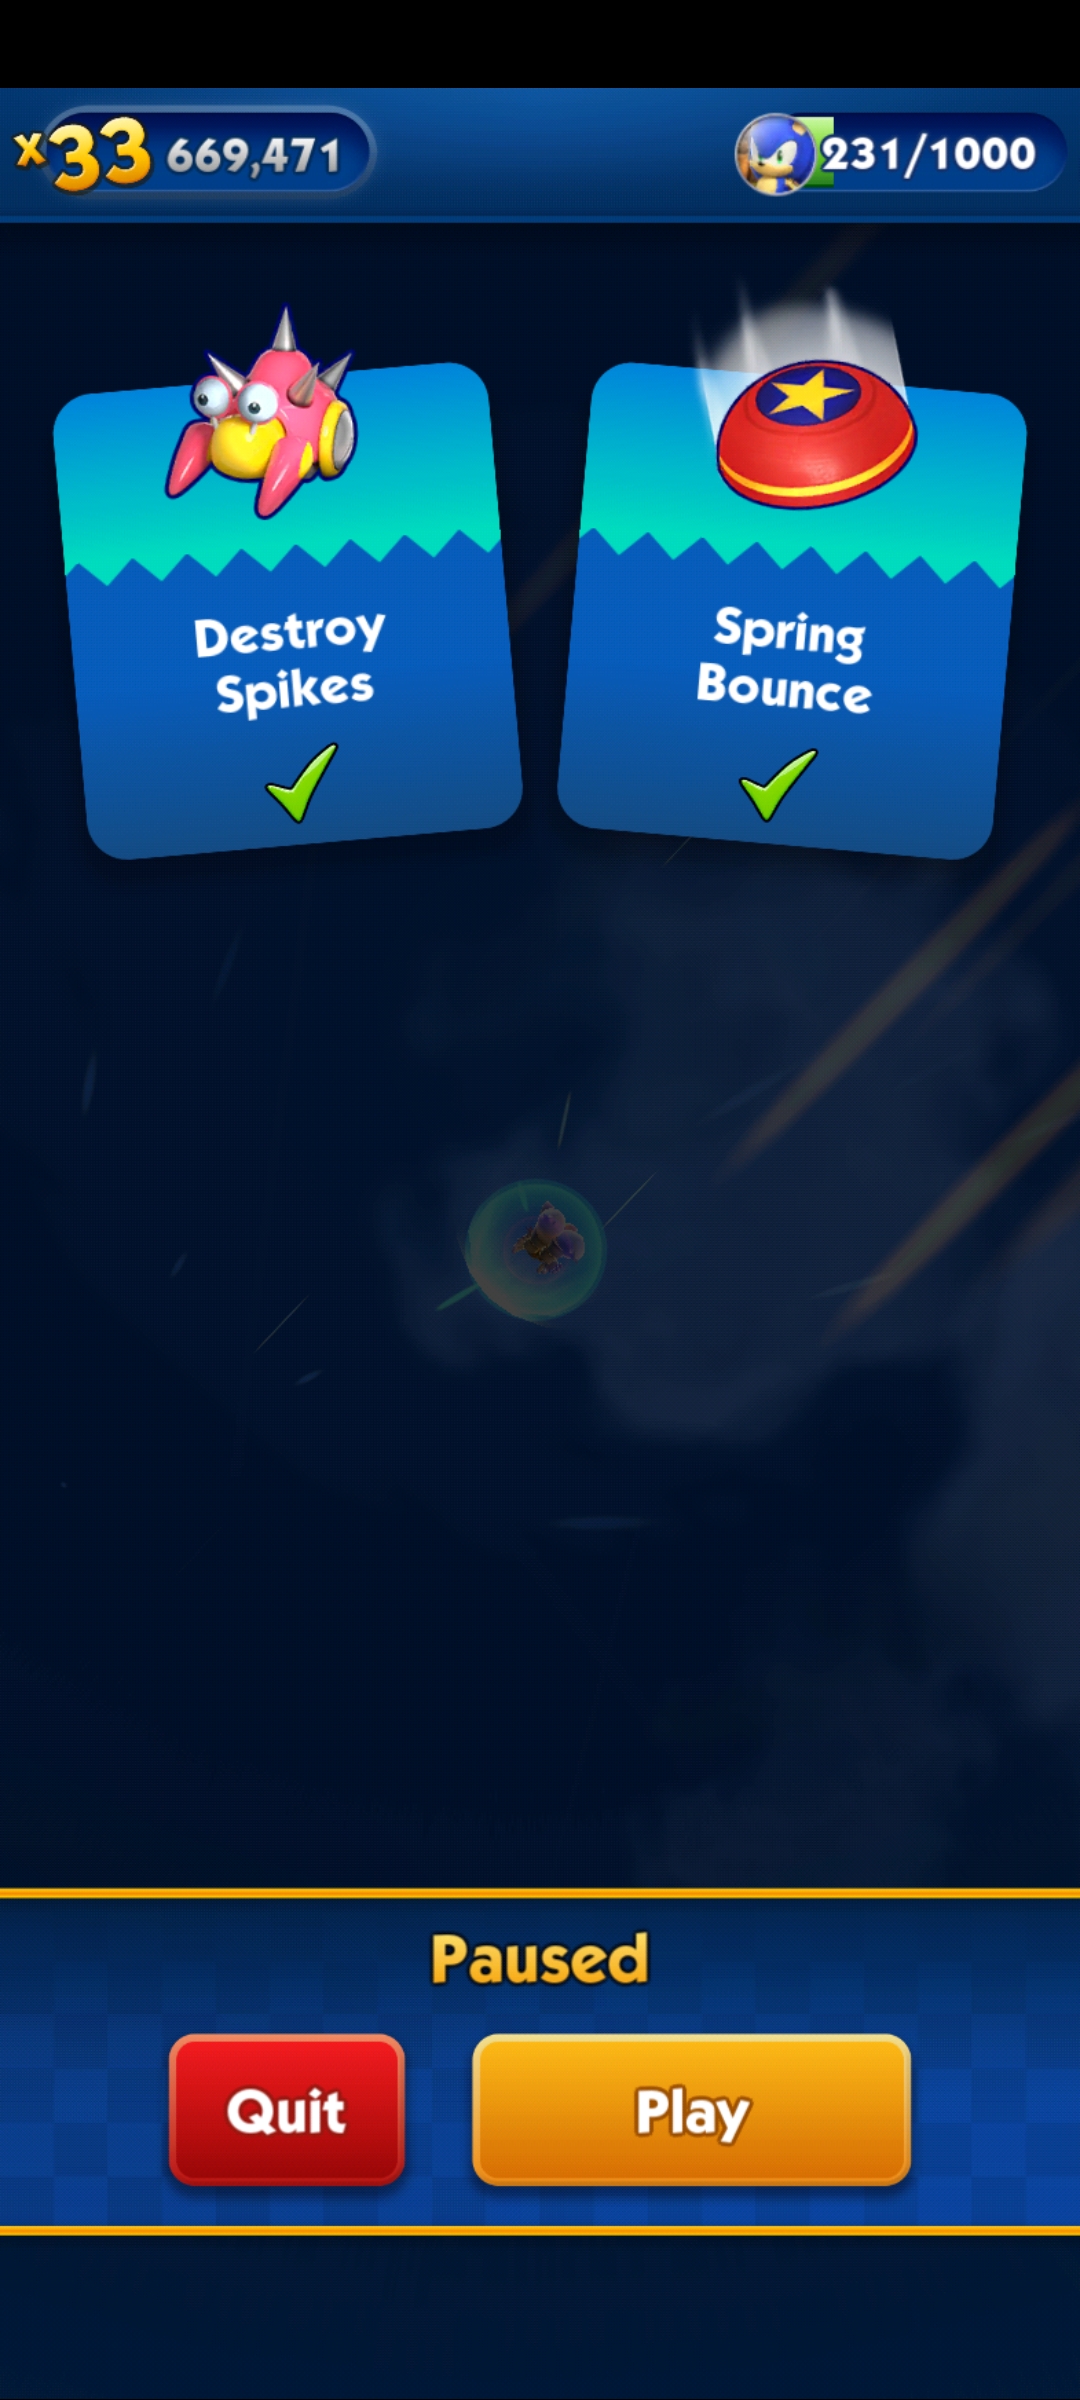 x33 669,471
231/1000
Destroy
Spikes
Spring
Bounce
Paused
Quit
Play